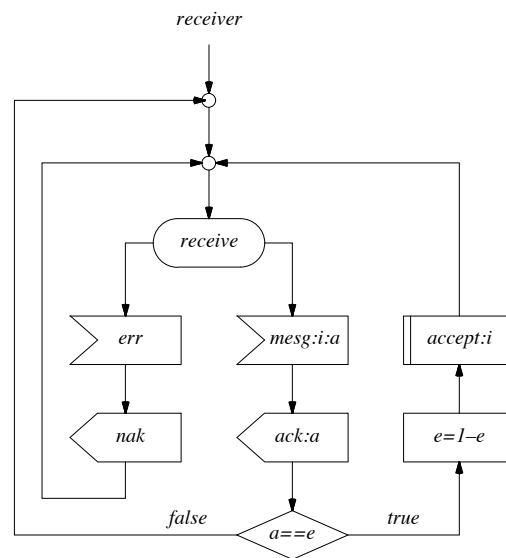 receiver
receive
err
mesg:i:a
accept:i
nak
ack:a
e=1–e
false
a==e
true